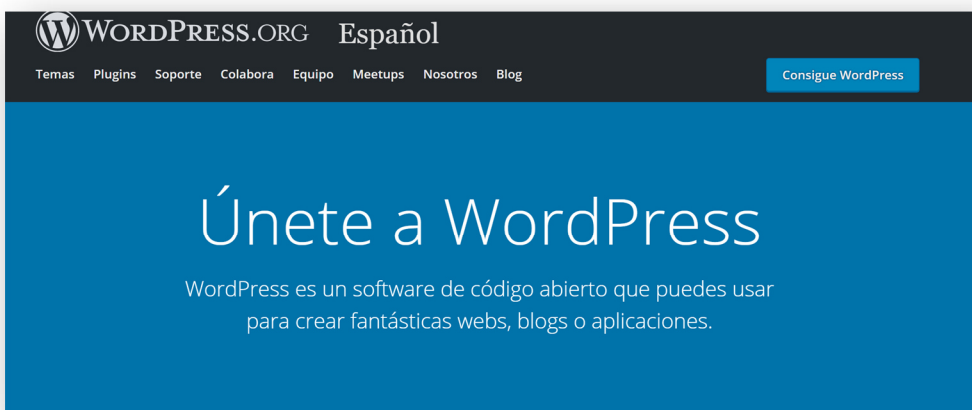 WORDPRESS.ORG Español
Temas Plugins Soporte Colabora Equipo Meetups Nosotros Blog Consigue WordPress
Únete a WordPress
WordPress es un software de código abierto que puedes usar
para crear fantásticas webs, blogs o aplicaciones.